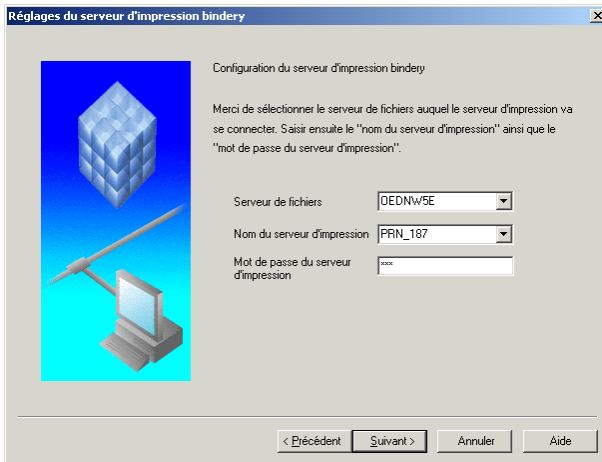 Réglages du serveur d'impression bindery
Configuration du serveur d'impression bindery
Merci de sélectionner le serveur de fichiers auquel le serveur d'impression va
se connecter. Saisir ensuite le "nom du serveur d'impression" ainsi que le
"mot de passe du serveur d'impression".
Serveur de fichiers OEDNW5E
Nom du serveur d'impression PRN_187
Mot de passe du serveur
d'impression ***
< Précédent Suivant > Annuler Aide